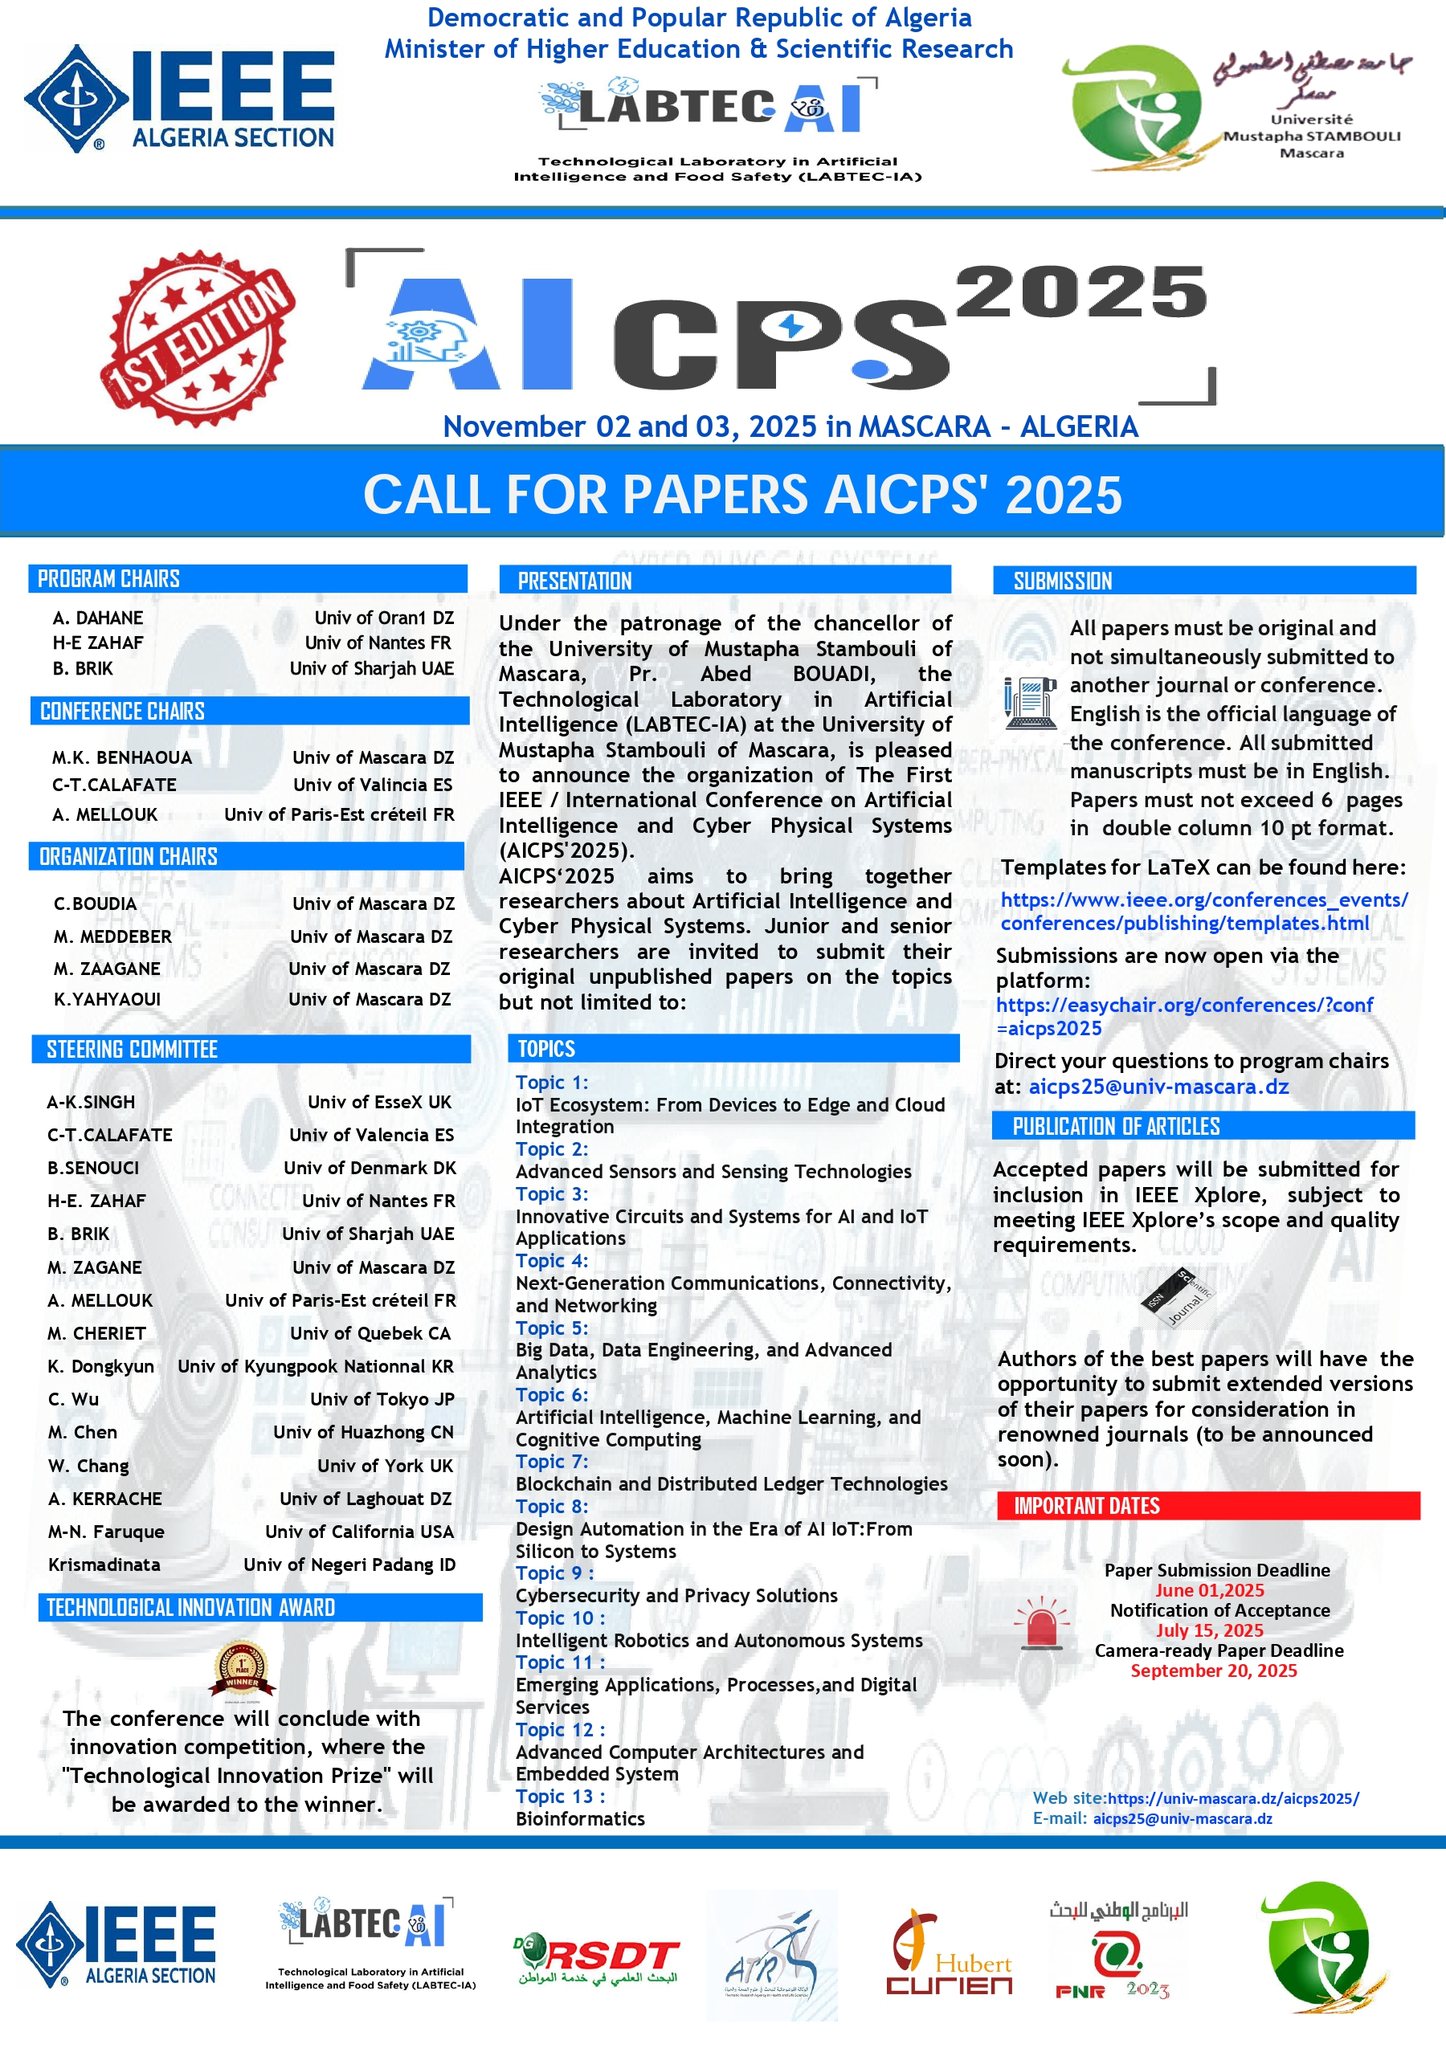 Democratic and Popular Republic of Algeria
Minister of Higher Education & Scientific Research
IEEE
ALGERIA SECTION
®
LABTEC.AI
Technological Laboratory in Artificial
Intelligence and Food Safety (LABTEC-IA)
جامعة مصطفى اسطمبولي
معسكر
Université
Mustapha STAMBOULI
Mascara
1ST EDITION
AI CPS 2025
November 02 and 03, 2025 in MASCARA - ALGERIA
CALL FOR PAPERS AICPS' 2025
PROGRAM CHAIRS
A. DAHANE Univ of Oran1 DZ
H-E ZAHAF Univ of Nantes FR
B. BRIK Univ of Sharjah UAE
CONFERENCE CHAIRS
M.K. BENHAOUA Univ of Mascara DZ
C-T.CALAFATE Univ of Valincia ES
A. MELLOUK Univ of Paris-Est créteil FR
ORGANIZATION CHAIRS
C.BOUDIA Univ of Mascara DZ
M. MEDDEBER Univ of Mascara DZ
M. ZAAGANE Univ of Mascara DZ
K.YAHYAOUI Univ of Mascara DZ
STEERING COMMITTEE
A-K.SINGH Univ of EsseX UK
C-T.CALAFATE Univ of Valencia ES
B.SENOUCI Univ of Denmark DK
H-E. ZAHAF Univ of Nantes FR
B. BRIK Univ of Sharjah UAE
M. ZAGANE Univ of Mascara DZ
A. MELLOUK Univ of Paris-Est créteil FR
M. CHERIET Univ of Quebek CA
K. Dongkyun Univ of Kyungpook Nationnal KR
C. Wu Univ of Tokyo JP
M. Chen Univ of Huazhong CN
W. Chang Univ of York UK
A. KERRACHE Univ of Laghouat DZ
M-N. Faruque Univ of California USA
Krismadinata Univ of Negeri Padang ID
TECHNOLOGICAL INNOVATION AWARD
1st
PLACE
WINNER
The conference will conclude with
innovation competition, where the
"Technological Innovation Prize" will
be awarded to the winner.
PRESENTATION
Under the patronage of the chancellor of
the University of Mustapha Stambouli of
Mascara, Pr. Abed BOUADI, the
Technological Laboratory in Artificial
Intelligence (LABTEC-IA) at the University of
Mustapha Stambouli of Mascara, is pleased
to announce the organization of The First
IEEE / International Conference on Artificial
Intelligence and Cyber Physical Systems
(AICPS'2025).
AICPS‘2025 aims to bring together
researchers about Artificial Intelligence and
Cyber Physical Systems. Junior and senior
researchers are invited to submit their
original unpublished papers on the topics
but not limited to:
TOPICS
Topic 1:
IoT Ecosystem: From Devices to Edge and Cloud
Integration
Topic 2:
Advanced Sensors and Sensing Technologies
Topic 3:
Innovative Circuits and Systems for AI and IoT
Applications
Topic 4:
Next-Generation Communications, Connectivity,
and Networking
Topic 5:
Big Data, Data Engineering, and Advanced
Analytics
Topic 6:
Artificial Intelligence, Machine Learning, and
Cognitive Computing
Topic 7:
Blockchain and Distributed Ledger Technologies
Topic 8:
Design Automation in the Era of AI IoT:From
Silicon to Systems
Topic 9 :
Cybersecurity and Privacy Solutions
Topic 10 :
Intelligent Robotics and Autonomous Systems
Topic 11 :
Emerging Applications, Processes,and Digital
Services
Topic 12 :
Advanced Computer Architectures and
Embedded System
Topic 13 :
Bioinformatics
SUBMISSION
All papers must be original and
not simultaneously submitted to
another journal or conference.
English is the official language of
the conference. All submitted
manuscripts must be in English.
Papers must not exceed 6 pages
in double column 10 pt format.
Templates for LaTeX can be found here:
https://www.ieee.org/conferences_events/
conferences/publishing/templates.html
Submissions are now open via the
platform:
https://easychair.org/conferences/?conf
=aicps2025
Direct your questions to program chairs
at: aicps25@univ-mascara.dz
PUBLICATION OF ARTICLES
Accepted papers will be submitted for
inclusion in IEEE Xplore, subject to
meeting IEEE Xplore’s scope and quality
requirements.
Scientific
Journal
ISSN
Authors of the best papers will have the
opportunity to submit extended versions
of their papers for consideration in
renowned journals (to be announced
soon).
IMPORTANT DATES
Paper Submission Deadline
June 01,2025
Notification of Acceptance
July 15, 2025
Camera-ready Paper Deadline
September 20, 2025
Web site:https://univ-mascara.dz/aicps2025/
E-mail: aicps25@univ-mascara.dz
IEEE
ALGERIA SECTION
®
LABTEC.AI
Technological Laboratory in Artificial
Intelligence and Food Safety (LABTEC-IA)
DGRSDT
البحث العلمي في خدمة المواطن
ATRSSV
Hubert
CURIEN
البرنامج الوطني للبحث
PNR 2023